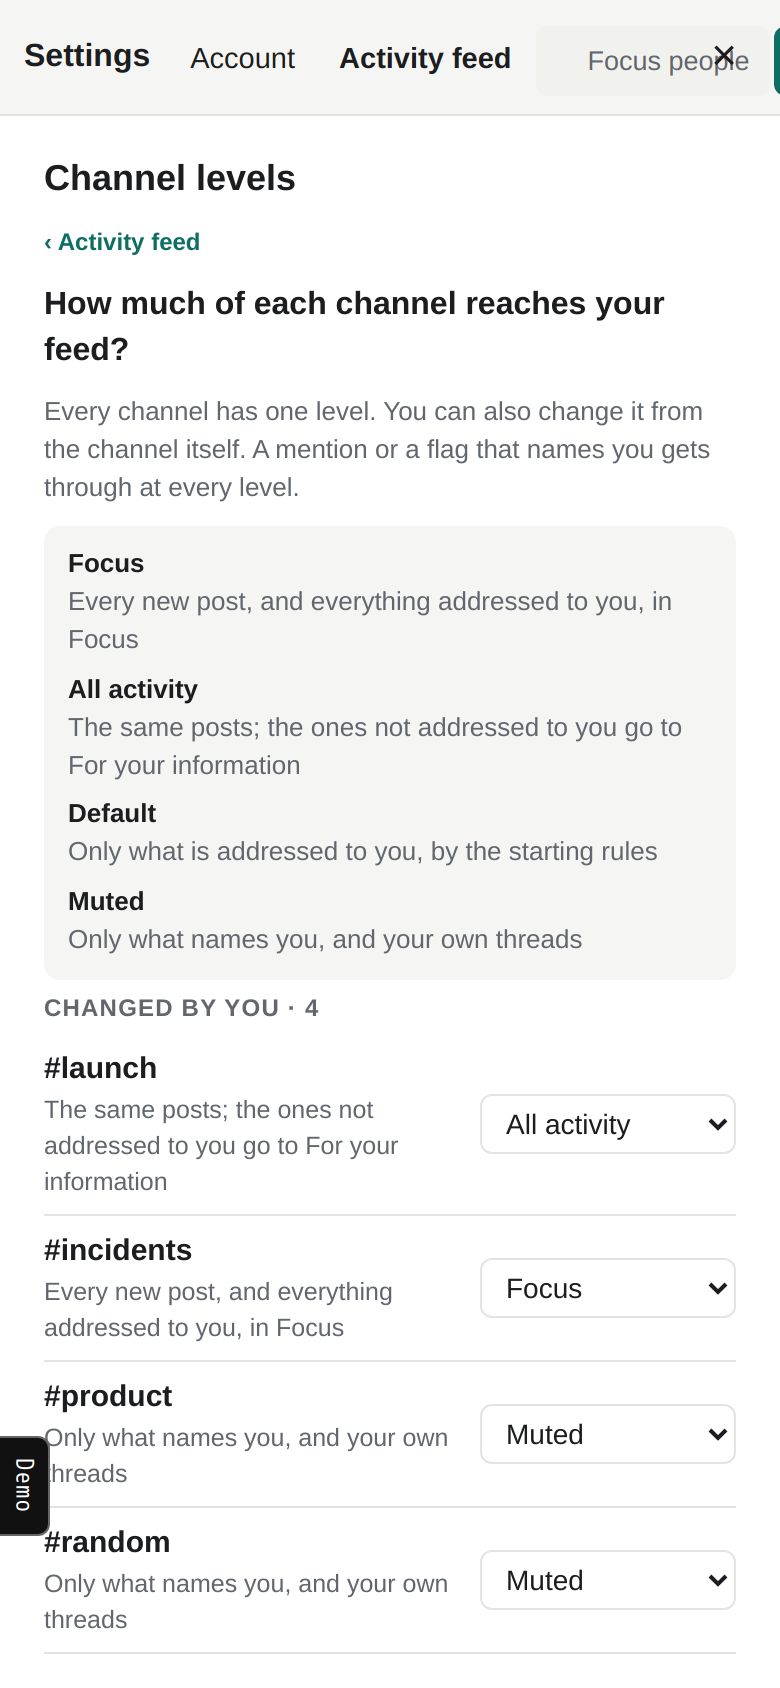 Settings Account Activity feed Focus people ✕
Channel levels
‹ Activity feed
How much of each channel reaches your
feed?
Every channel has one level. You can also change it from
the channel itself. A mention or a flag that names you gets
through at every level.
Focus
Every new post, and everything addressed to you, in
Focus
All activity
The same posts; the ones not addressed to you go to
For your information
Default
Only what is addressed to you, by the starting rules
Muted
Only what names you, and your own threads
CHANGED BY YOU · 4
#launch
The same posts; the ones not
addressed to you go to For your
information
All activity
#incidents
Every new post, and everything
addressed to you, in Focus
Focus
#product
Only what names you, and your own
threads
Muted
Demo
#random
Only what names you, and your own
threads
Muted